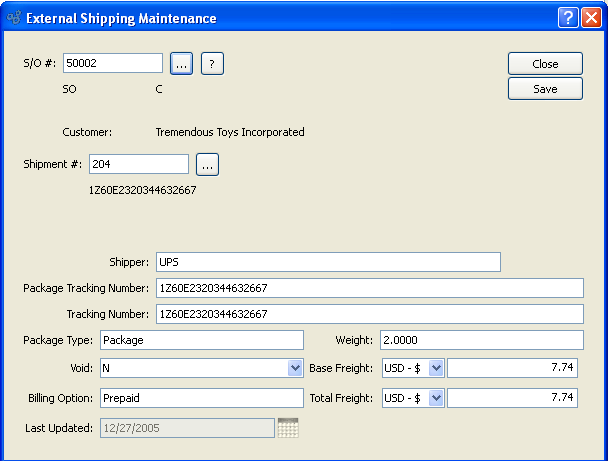 External Shipping Maintenance ?
S/O #: 50002 ... ? Close
SO C Save
Customer: Tremendous Toys Incorporated
Shipment #: 204 ...
1Z60E2320344632667
Shipper: UPS
Package Tracking Number: 1Z60E2320344632667
Tracking Number: 1Z60E2320344632667
Package Type: Package Weight: 2.0000
Void: N Base Freight: USD - $ 7.74
Billing Option: Prepaid Total Freight: USD - $ 7.74
Last Updated: 12/27/2005